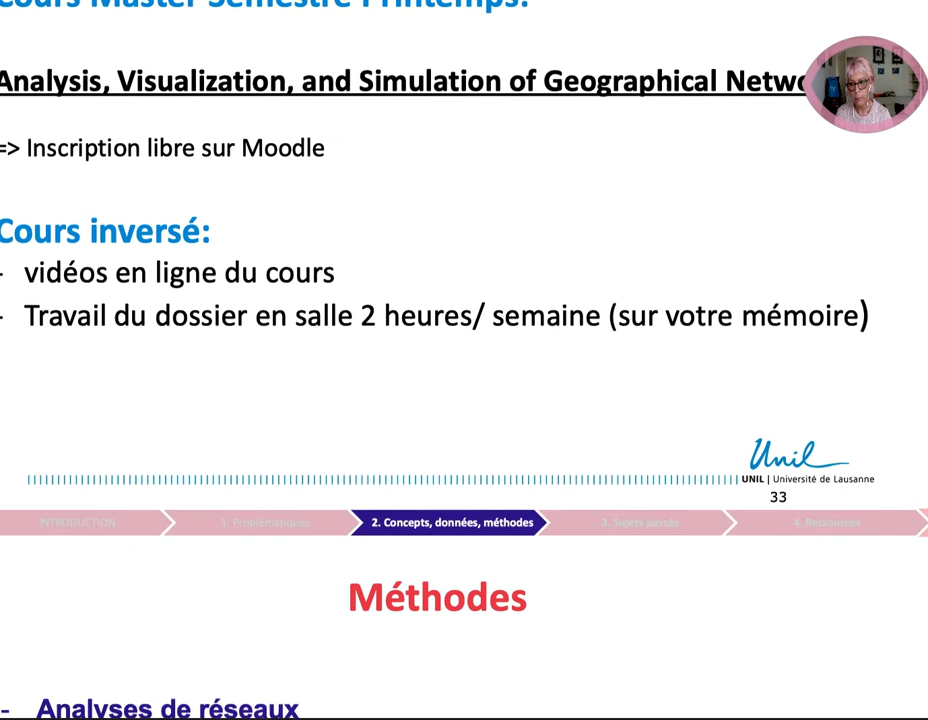 Cours Master Semestre Printemps:
Analysis, Visualization, and Simulation of Geographical
=> Inscription libre sur Moodle
Cours inversé:
- vidéos en ligne du cours
- Travail du dossier en salle 2 heures/ semaine (sur votre mémoire)
Unil
UNIL | Université de Lausanne
33
INTRODUCTION 1. Problématiques 2. Concepts, données, méthodes 3. Sujets passés 4. Ressources
Méthodes
- Analyses de réseaux